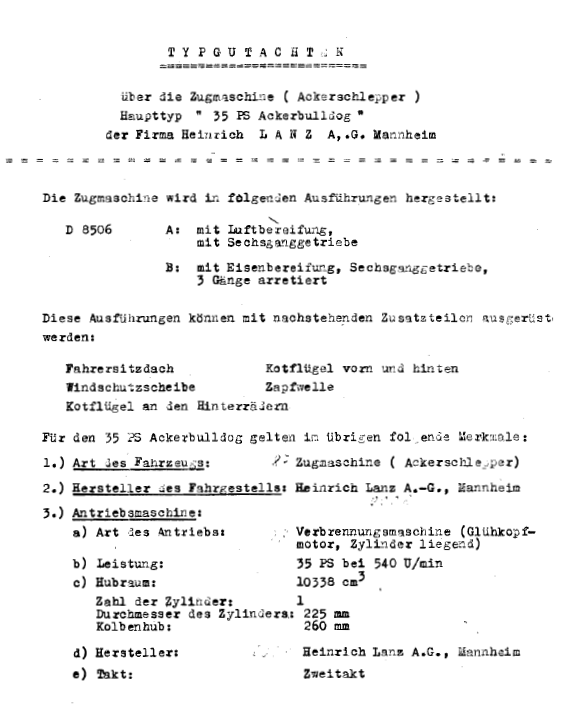 T Y P G U T A C H T E N
über die Zugmaschine ( Ackerschlepper )
Haupttyp " 35 PS Ackerbulldog "
der Firma Heinrich L A N Z A,.G. Mannheim
Die Zugmaschine wird in folgenden Ausführungen hergestellt:
D 8506 A: mit Luftbereifung,
mit Sechsganggetriebe
B: mit Eisenbereifung, Sechsganggetriebe,
3 Gänge arretiert
Diese Ausführungen können mit nachstehenden Zusatzteilen ausgerüst
werden:
Fahrersitzdach Kotflügel vorn und hinten
Windschutzscheibe Zapfwelle
Kotflügel an den Hinterrädern
Für den 35 PS Ackerbulldog gelten im übrigen fol ende Merkmale:
1.) Art des Fahrzeugs: Zugmaschine ( Ackerschlepper)
2.) Hersteller des Fahrgestells: Heinrich Lanz A.-G., Mannheim
3.) Antriebsmaschine:
a) Art des Antriebs: Verbrennungsmaschine (Glühkopf-
motor, Zylinder liegend)
b) Leistung: 35 PS bei 540 U/min
c) Hubraum: 10338 cm³
Zahl der Zylinder: 1
Durchmesser des Zylinders: 225 mm
Kolbenhub: 260 mm
d) Hersteller: Heinrich Lanz A.G., Mannheim
e) Takt: Zweitakt